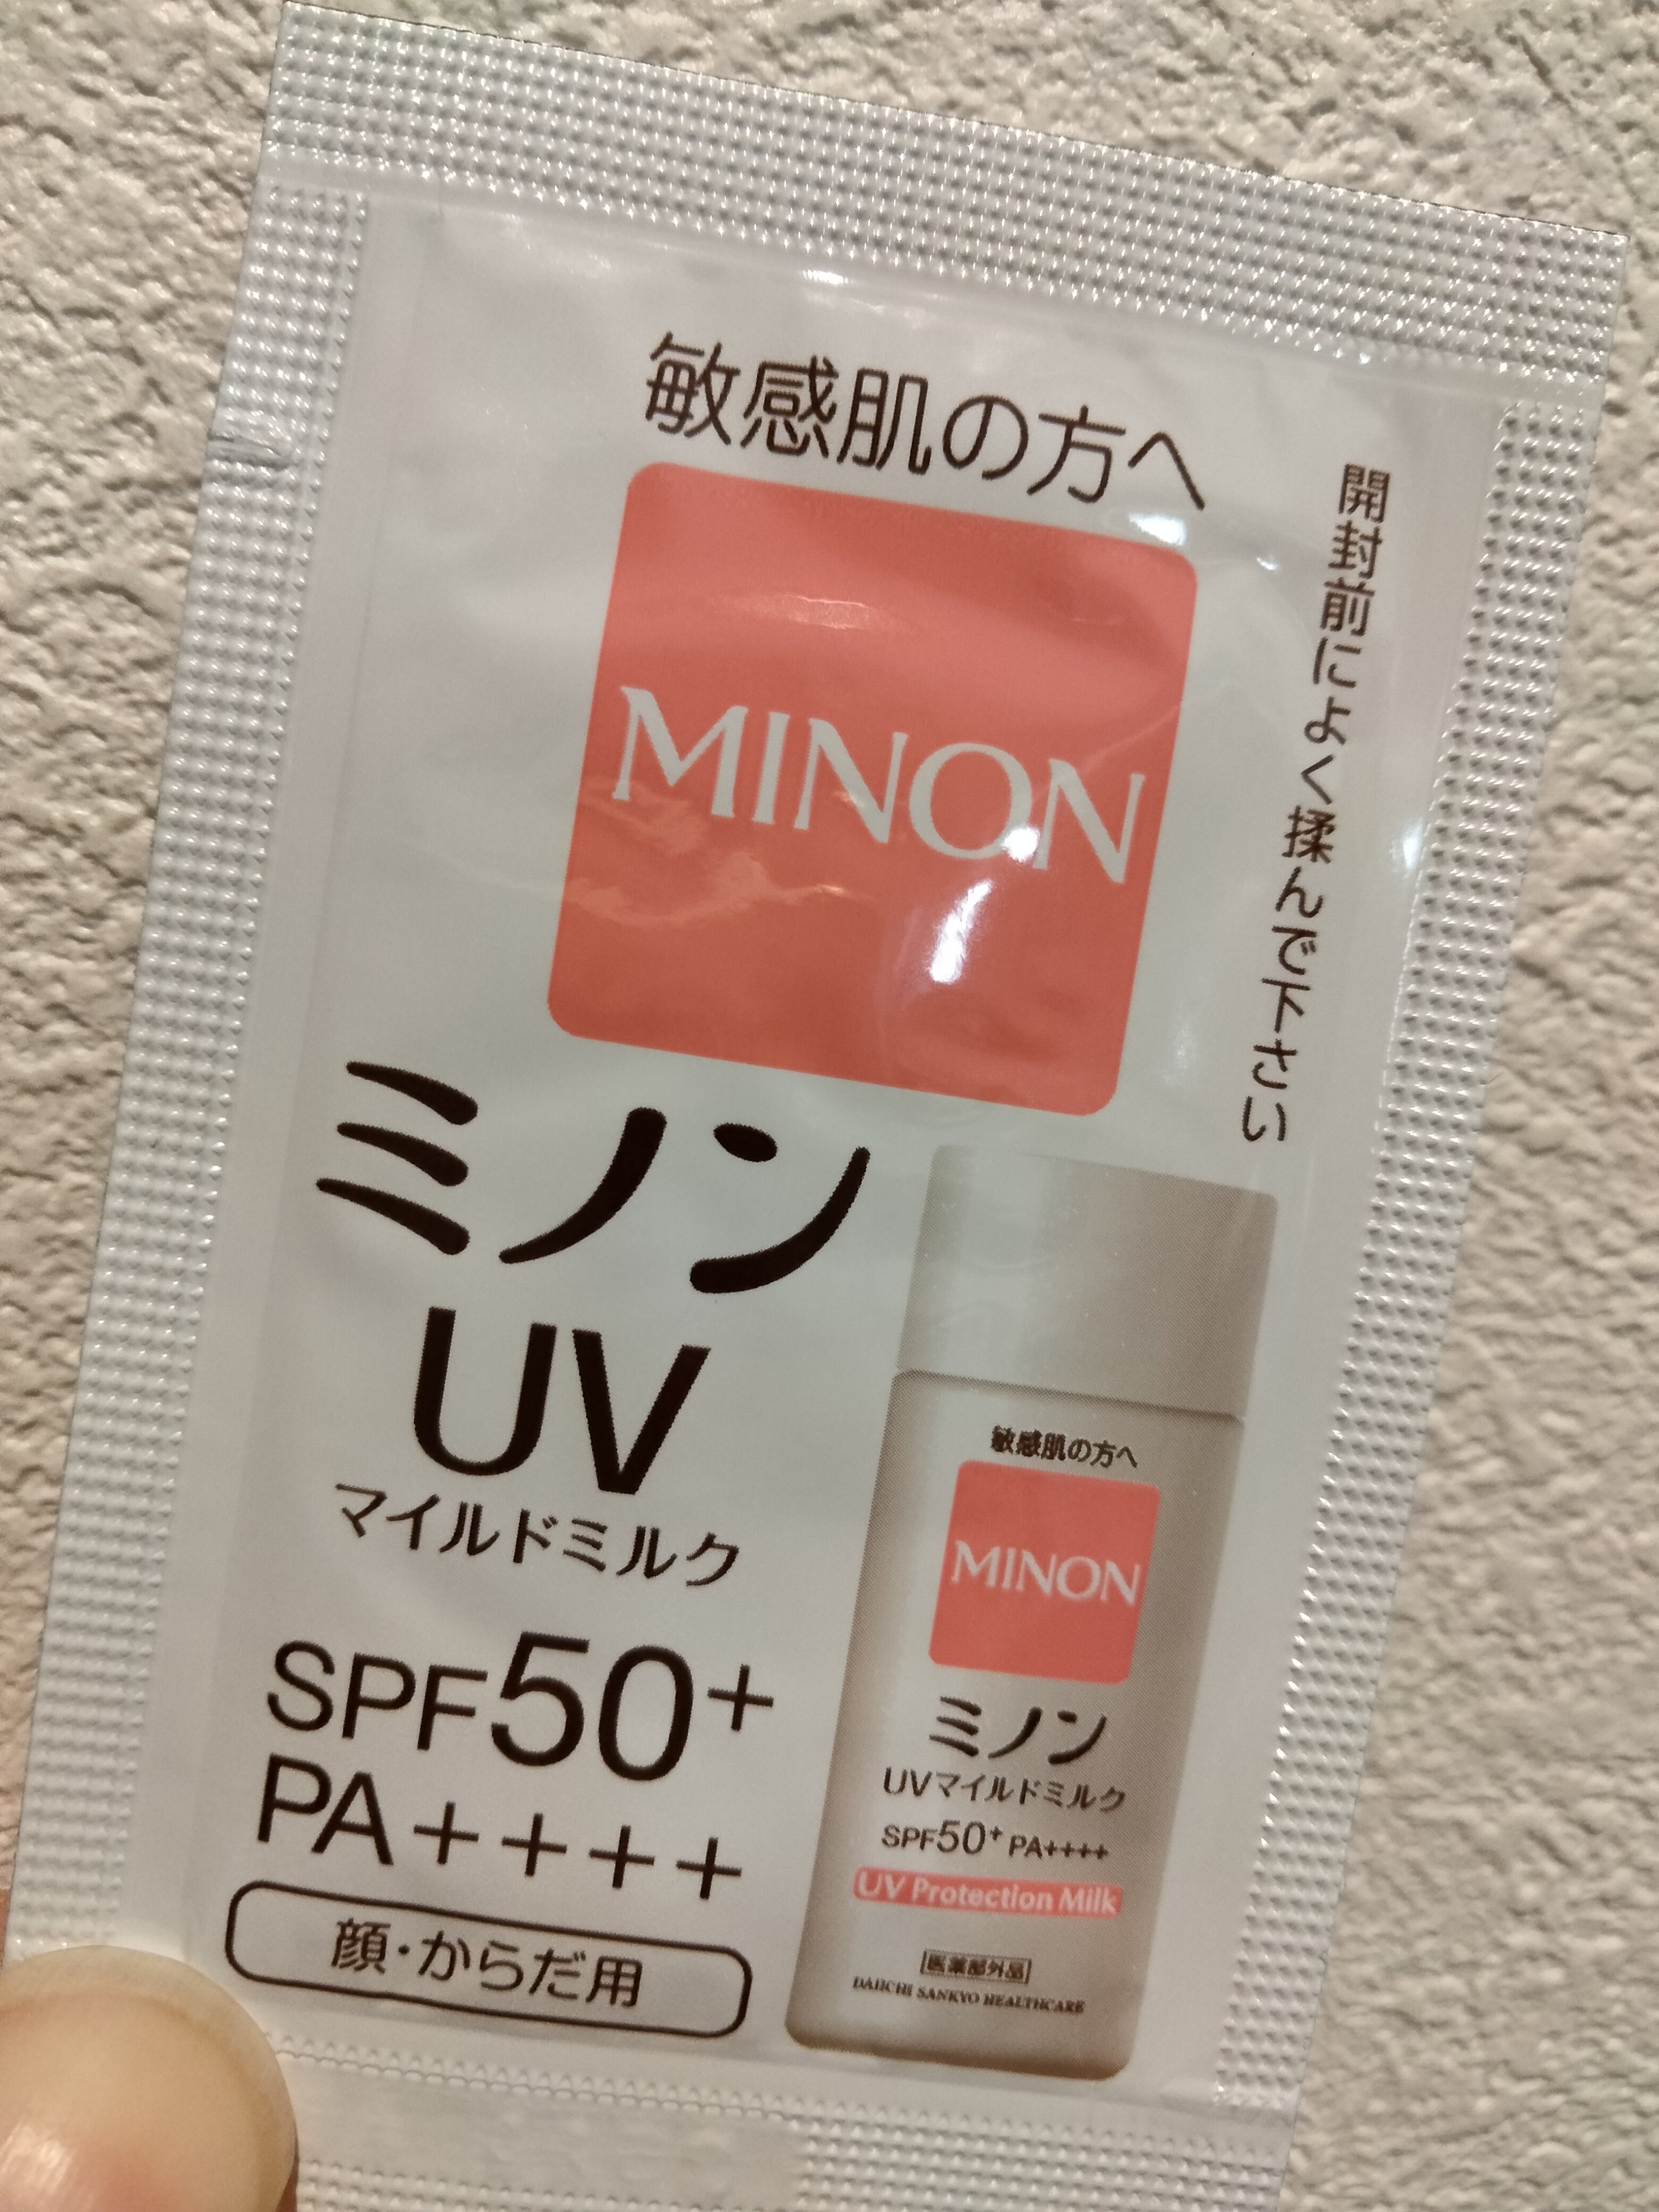 敏感肌の方へ
MINON
開封前によく揉んで下さい
ミノン
UV
マイルドミルク
SPF50+
PA++++
顔・からだ用
敏感肌の方へ
MINON
ミノン
UVマイルドミルク
SPF50+ PA++++
UV Protection Milk
医薬部外品
DAIICHI SANKYO HEALTHCARE